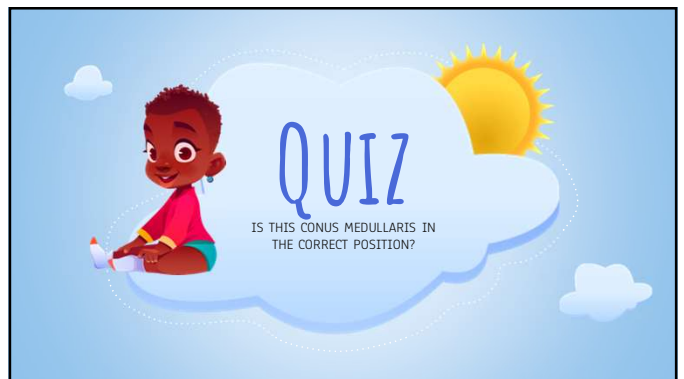 QUIZ
IS THIS CONUS MEDULLARIS IN
THE CORRECT POSITION?